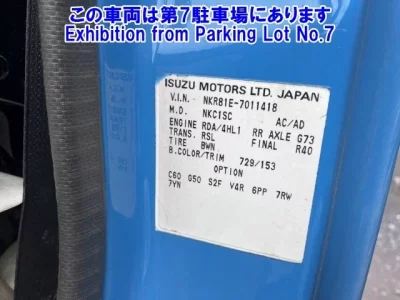 この車両は第7駐車場にあります
Exhibition from Parking Lot No.7
ISUZU MOTORS LTD. JAPAN
V.I.N. NKR81E-7011418
M.D. NKC1SC AC/AD
ENGINE RDA/4HL1 RR AXLE G73
TRANS. RSL FINAL R40
TIRE BWN
B.COLOR/TRIM 729/153
OPTION
C60 G50 S2F V4R 6PP 7RW
7YN